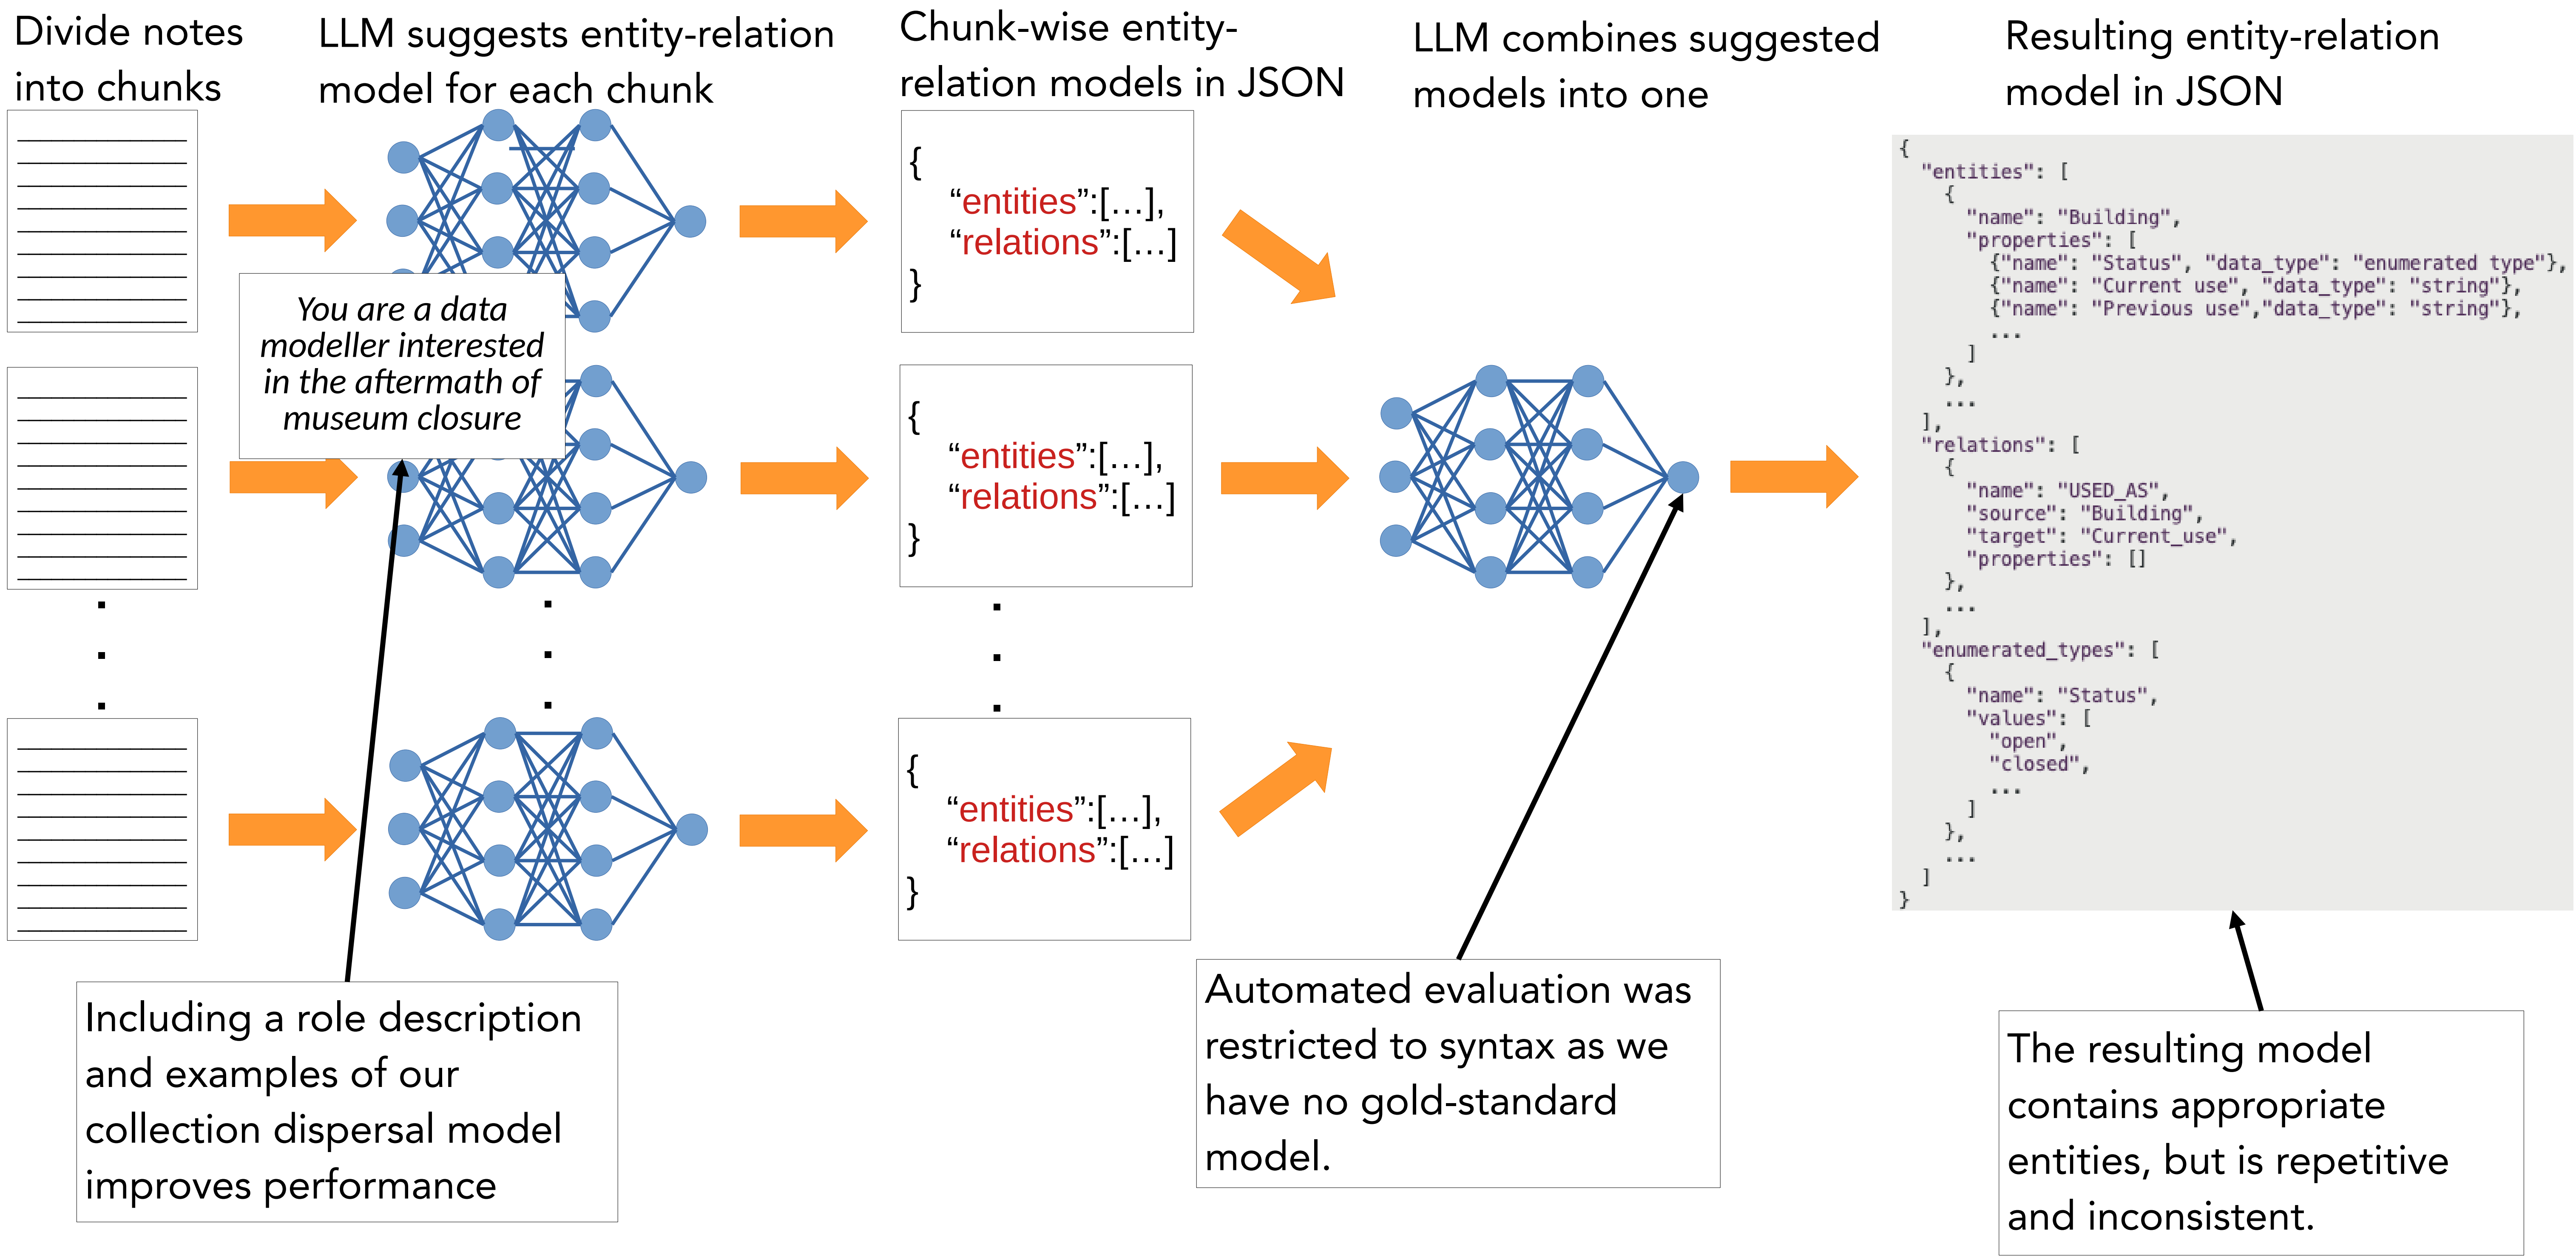 Divide notes
into chunks
LLM suggests entity-relation
model for each chunk
Chunk-wise entity-
relation models in JSON
LLM combines suggested
models into one
Resulting entity-relation
model in JSON
You are a data
modeller interested
in the aftermath of
museum closure
{
“entities”:[...],
“relations”:[...]
}
{
“entities”:[...],
“relations”:[...]
}
.
.
.
.
.
.
.
.
.
{
“entities”:[...],
“relations”:[...]
}
{
"entities": [
{
"name": "Building",
"properties": [
{"name": "Status", "data_type": "enumerated type"},
{"name": "Current use", "data_type": "string"},
{"name": "Previous use","data_type": "string"},
...
]
},
...
],
"relations": [
{
"name": "USED_AS",
"source": "Building",
"target": "Current_use",
"properties": []
},
...
],
"enumerated_types": [
{
"name": "Status",
"values": [
"open",
"closed",
...
]
},
...
]
}
Including a role description
and examples of our
collection dispersal model
improves performance
Automated evaluation was
restricted to syntax as we
have no gold-standard
model.
The resulting model
contains appropriate
entities, but is repetitive
and inconsistent.